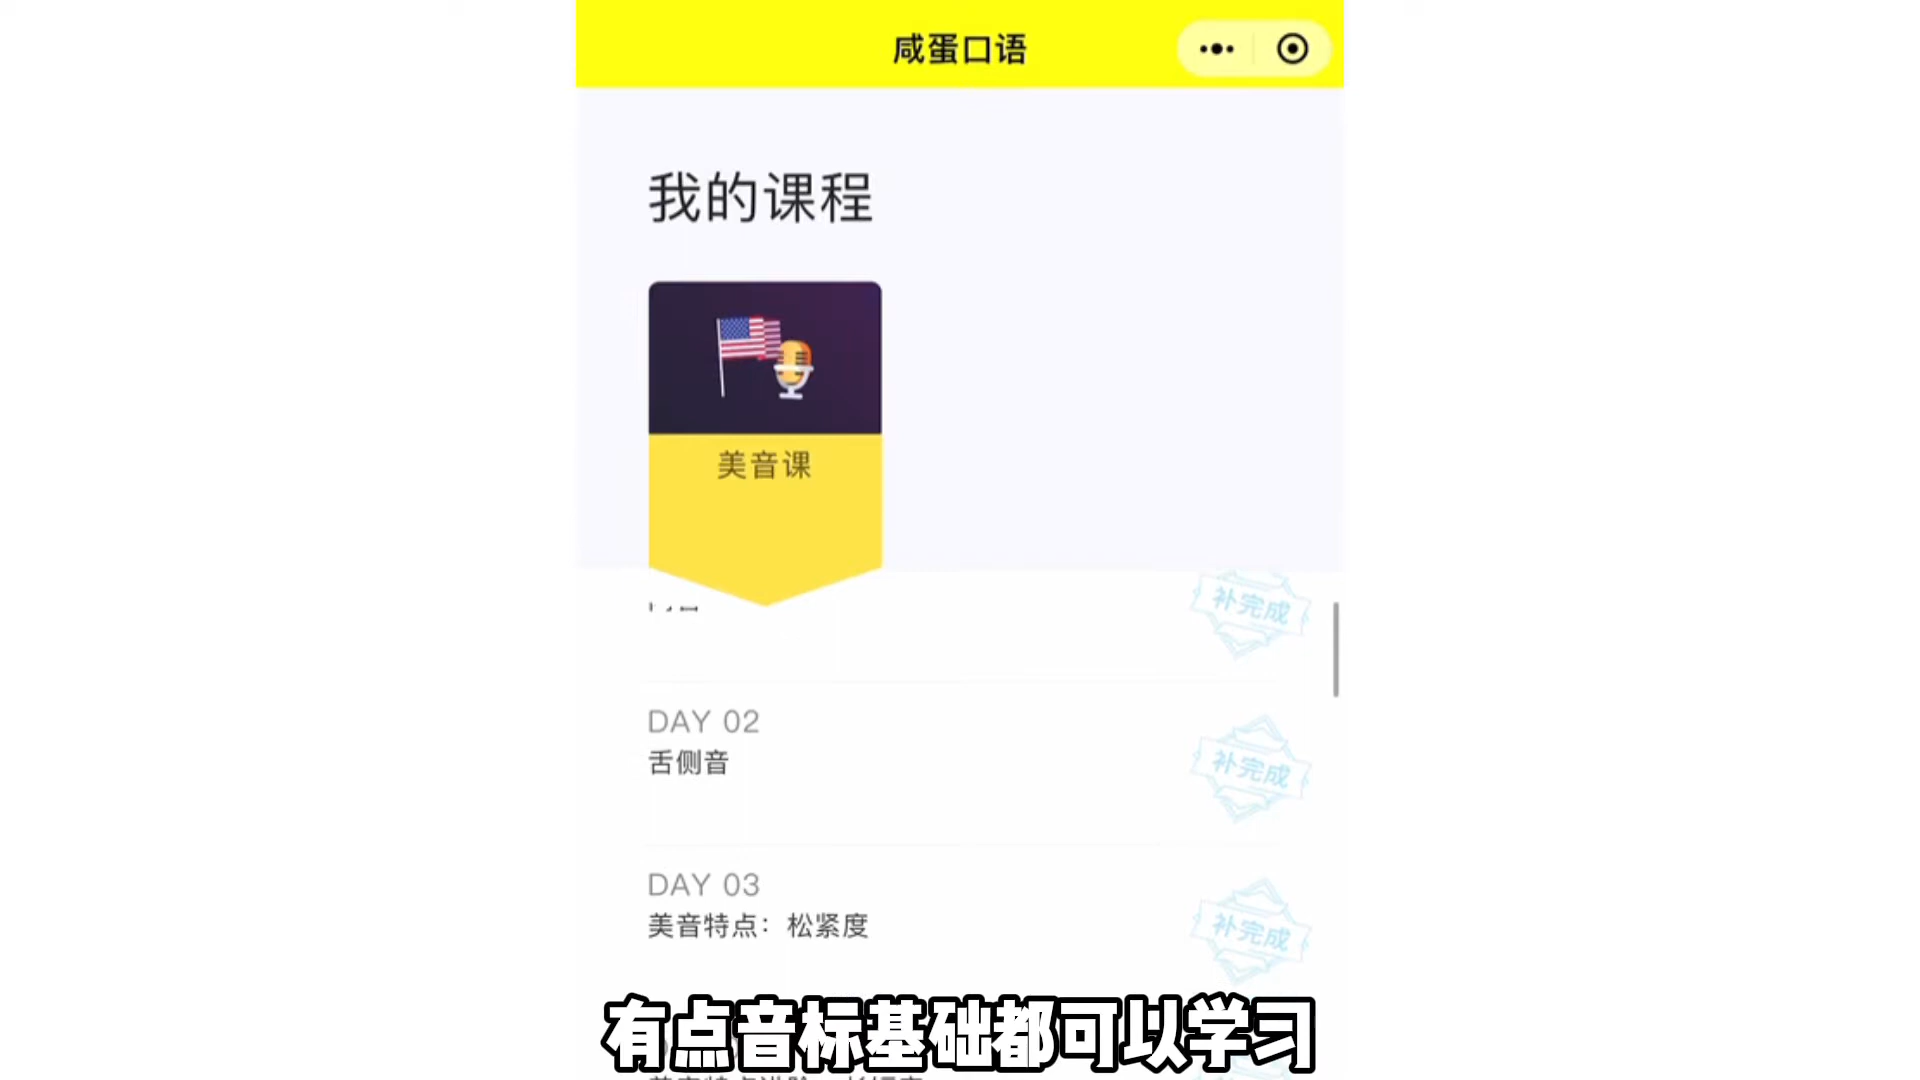 咸蛋口语
我的课程
美音课
补完成
DAY 02
舌侧音
补完成
DAY 03
美音特点：松紧度
补完成
有点音标基础都可以学习